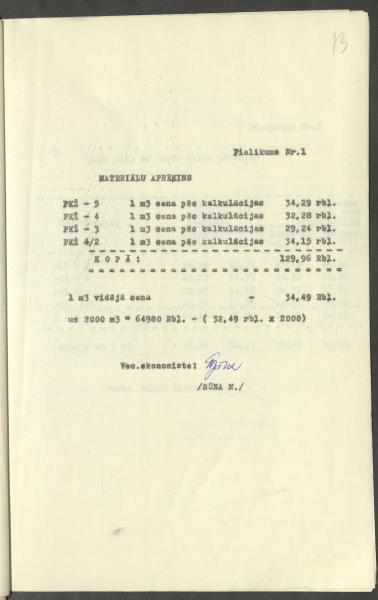 13
Pielikums Nr.1
MATERIĀLU APRĒĶINS
PKŽ - 5 1 m3 cena pēc kalkulācijas 34,29 rbl.
PKŽ - 4 1 m3 cena pēc kalkulācijas 32,28 rbl.
PKŽ - 3 1 m3 cena pēc kalkulācijas 29,24 rbl.
PKŽ 4/2 1 m3 cena pēc kalkulācijas 34,15 rbl.
K O P Ā : 129,96 Rbl.
1 m3 vidējā cena - 34,49 Rbl.
uz 2000 m3 = 64980 Rbl. - ( 32,49 rbl. x 2000)
Vec.ekonomiste:
/SŪNA M./